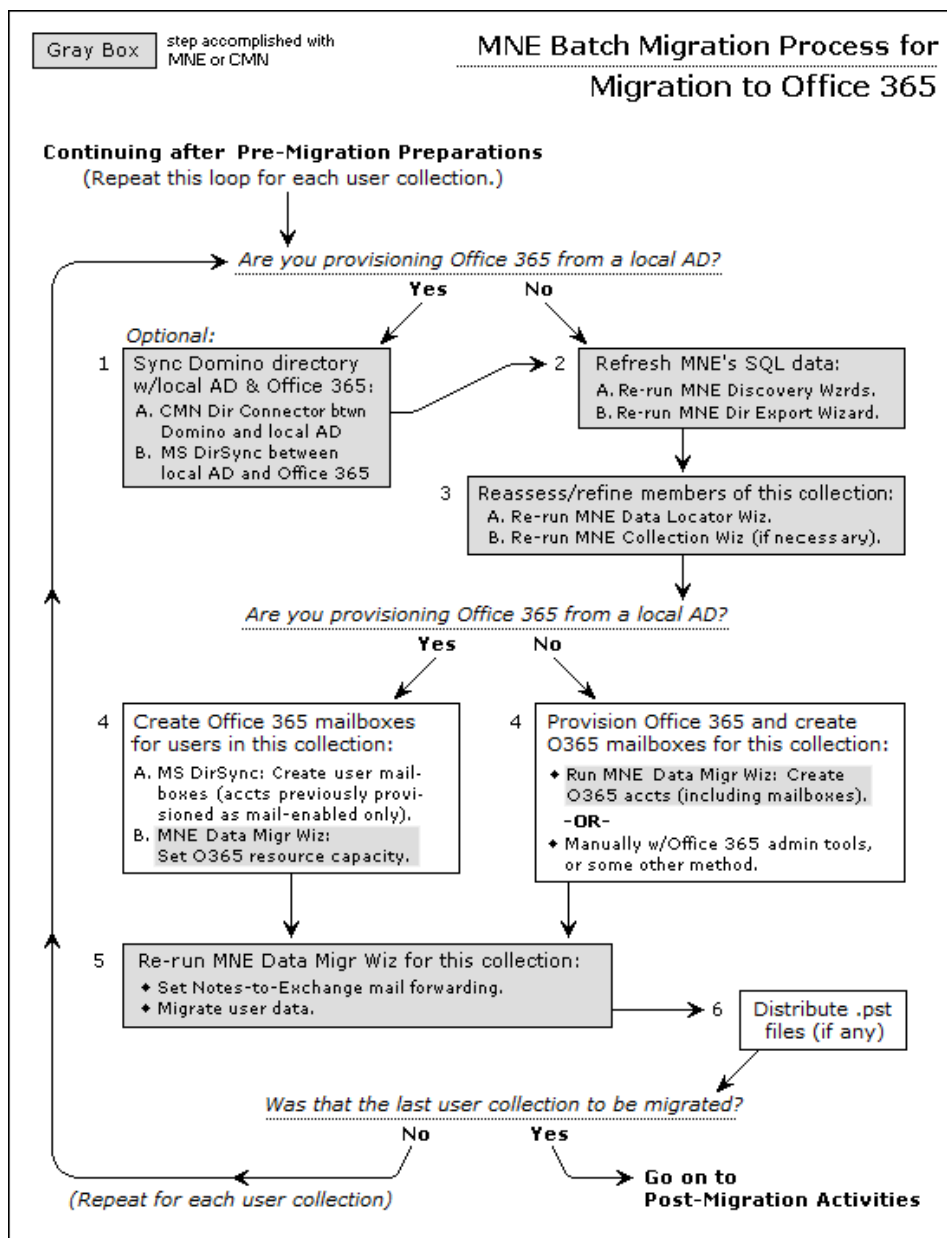 Gray Box
step accomplished with
MNE or CMN
MNE Batch Migration Process for
Migration to Office 365
Continuing after Pre-Migration Preparations
(Repeat this loop for each user collection.)
Are you provisioning Office 365 from a local AD?
Yes
No
Optional:
1
Sync Domino directory
w/local AD & Office 365:
A. CMN Dir Connector btwn
Domino and local AD
B. MS DirSync between
local AD and Office 365
2
Refresh MNE's SQL data:
A. Re-run MNE Discovery Wzrds.
B. Re-run MNE Dir Export Wizard.
3
Reassess/refine members of this collection:
A. Re-run MNE Data Locator Wiz.
B. Re-run MNE Collection Wiz (if necessary).
Are you provisioning Office 365 from a local AD?
Yes
No
4
Create Office 365 mailboxes
for users in this collection:
A. MS DirSync: Create user mail-
boxes (accts previously provi-
sioned as mail-enabled only).
B. MNE Data Migr Wiz:
Set O365 resource capacity.
4
Provision Office 365 and create
O365 mailboxes for this collection:
◆ Run MNE Data Migr Wiz: Create
O365 accts (including mailboxes).
-OR-
◆ Manually w/Office 365 admin tools,
or some other method.
5
Re-run MNE Data Migr Wiz for this collection:
◆ Set Notes-to-Exchange mail forwarding.
◆ Migrate user data.
6
Distribute .pst
files (if any)
Was that the last user collection to be migrated?
No
Yes
(Repeat for each user collection)
Go on to
Post-Migration Activities